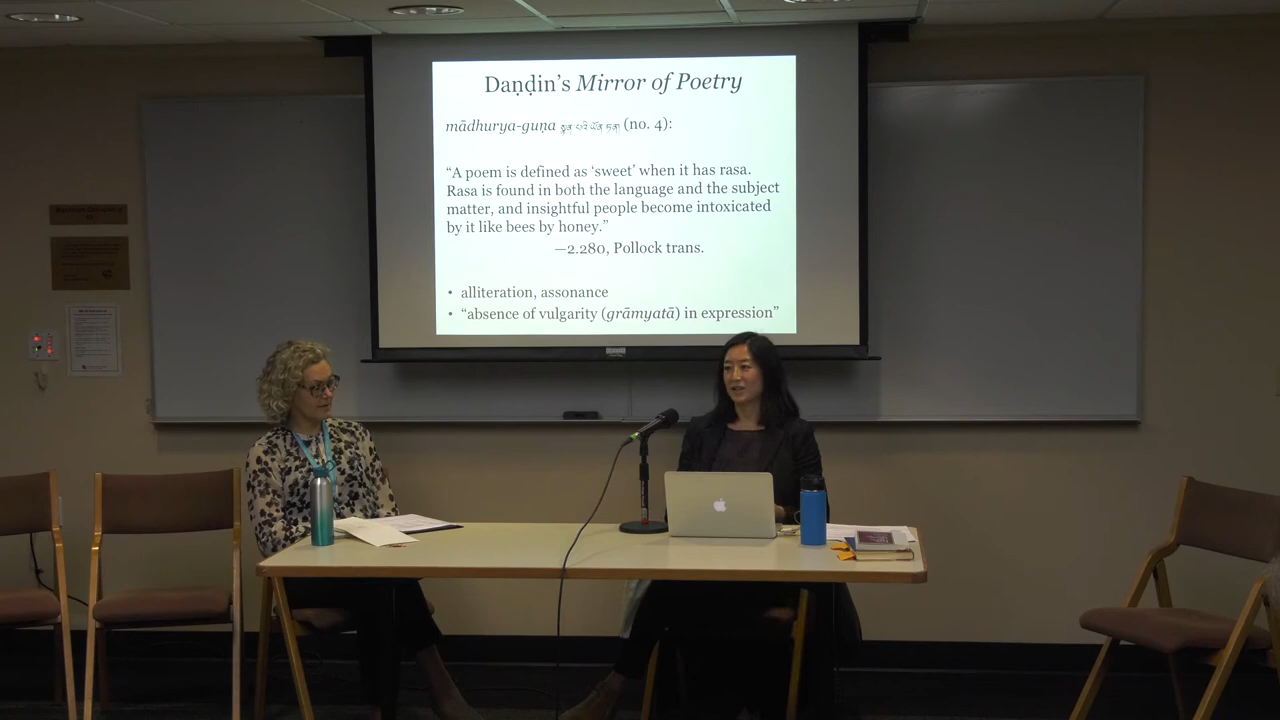 Daṇḍin's Mirror of Poetry
mādhurya-guṇa སྙན་པའི་ཡོན་ཏན། (no. 4):
“A poem is defined as ‘sweet’ when it has rasa.
Rasa is found in both the language and the subject
matter, and insightful people become intoxicated
by it like bees by honey.”
—2.280, Pollock trans.
• alliteration, assonance
• “absence of vulgarity (grāmyatā) in expression”